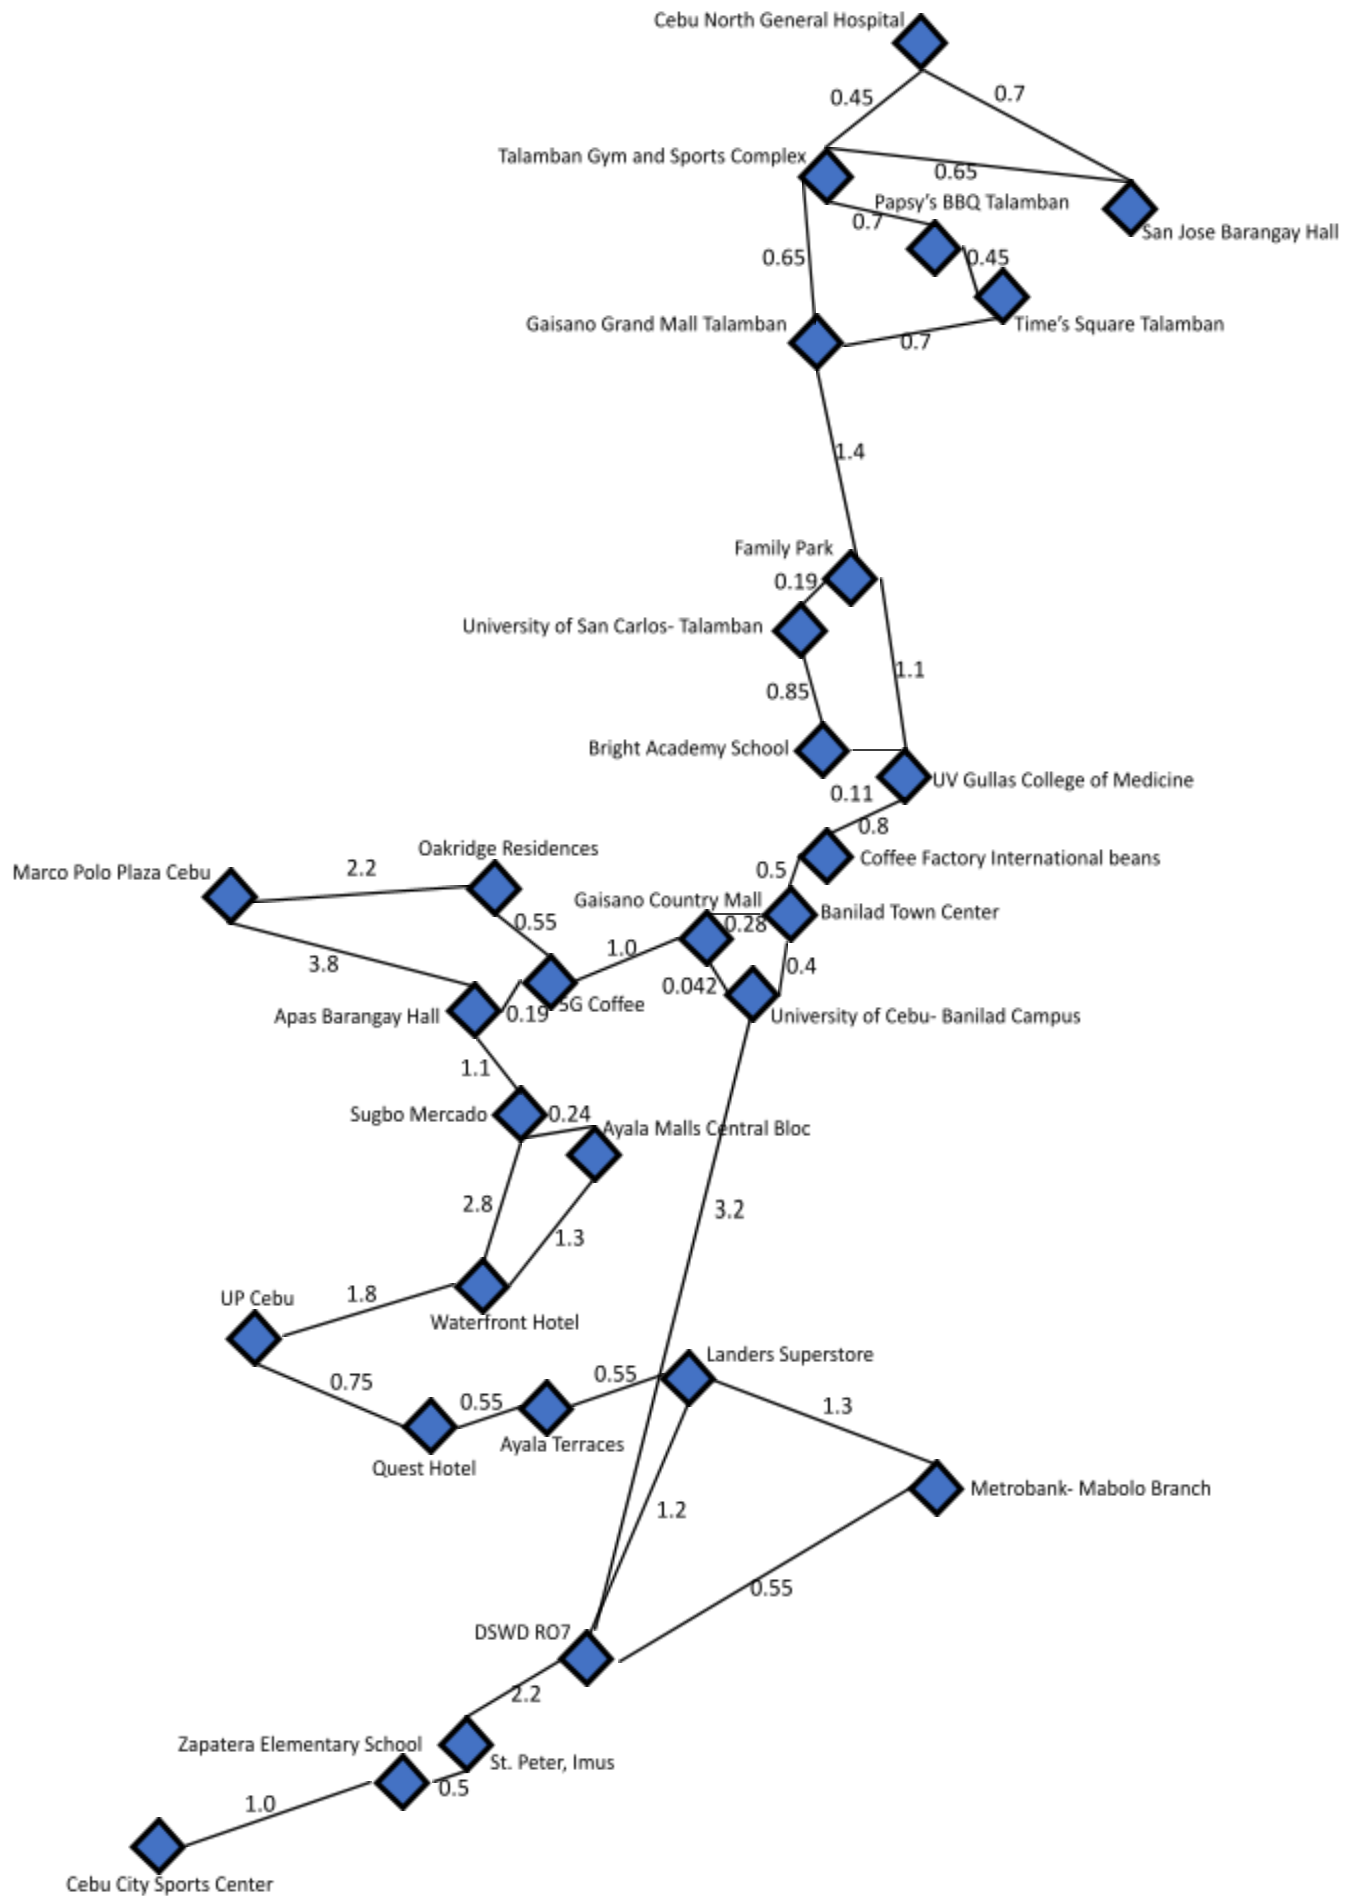 Cebu North General Hospital
0.45
0.7
Talamban Gym and Sports Complex
0.65
Papsy's BBQ Talamban
0.7
San Jose Barangay Hall
0.65
0.45
Gaisano Grand Mall Talamban
Time's Square Talamban
0.7
1.4
Family Park
0.19
University of San Carlos- Talamban
1.1
0.85
Bright Academy School
UV Gullas College of Medicine
0.11
0.8
Oakridge Residences
Coffee Factory International beans
Marco Polo Plaza Cebu
2.2
0.5
Gaisano Country Mall
Banilad Town Center
0.55
0.28
1.0
3.8
0.4
0.042
5G Coffee
Apas Barangay Hall
0.19
University of Cebu- Banilad Campus
1.1
Sugbo Mercado
0.24
Ayala Malls Central Bloc
2.8
3.2
1.3
UP Cebu
1.8
Waterfront Hotel
Landers Superstore
0.75
0.55
0.55
1.3
Ayala Terraces
Quest Hotel
Metrobank- Mabolo Branch
1.2
0.55
DSWD RO7
2.2
Zapatera Elementary School
St. Peter, Imus
0.5
1.0
Cebu City Sports Center